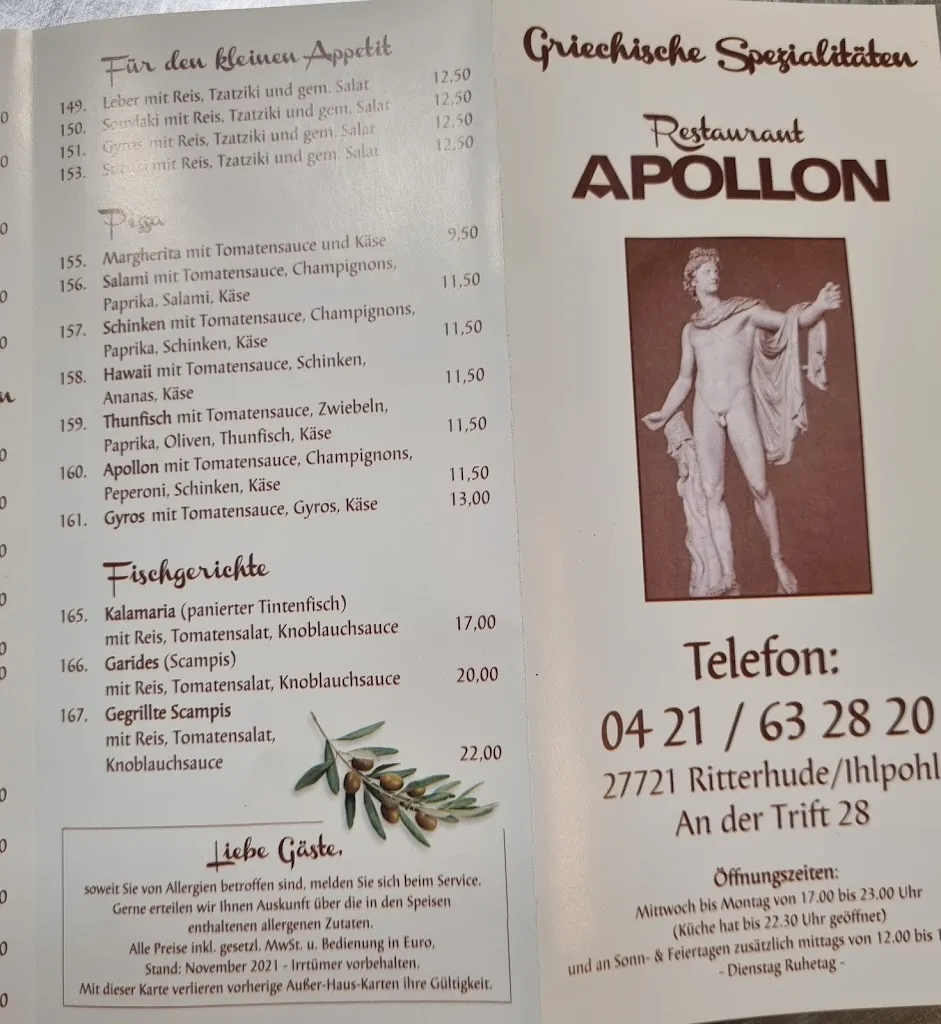 Für den kleinen Appetit
149. Leber mit Reis, Tzatziki und gem. Salat 12,50
150. Souvlaki mit Reis, Tzatziki und gem. Salat 12,50
151. Gyros mit Reis, Tzatziki und gem. Salat 12,50
153. mit Reis, Tzatziki und gem. Salat 12,50
Pizza
155. Margherita mit Tomatensauce und Käse 9,50
156. Salami mit Tomatensauce, Champignons,
Paprika, Salami, Käse 11,50
157. Schinken mit Tomatensauce, Champignons,
Paprika, Schinken, Käse 11,50
158. Hawaii mit Tomatensauce, Schinken,
Ananas, Käse 11,50
159. Thunfisch mit Tomatensauce, Zwiebeln,
Paprika, Oliven, Thunfisch, Käse 11,50
160. Apollon mit Tomatensauce, Champignons,
Peperoni, Schinken, Käse 11,50
161. Gyros mit Tomatensauce, Gyros, Käse 13,00
Fischgerichte
165. Kalamaria (panierter Tintenfisch)
mit Reis, Tomatensalat, Knoblauchsauce 17,00
166. Garides (Scampis)
mit Reis, Tomatensalat, Knoblauchsauce 20,00
167. Gegrillte Scampis
mit Reis, Tomatensalat,
Knoblauchsauce 22,00
Liebe Gäste,
soweit Sie von Allergien betroffen sind, melden Sie sich beim Service.
Gerne erteilen wir Ihnen Auskunft über die in den Speisen
enthaltenen allergenen Zutaten.
Alle Preise inkl. gesetzl. MwSt. u. Bedienung in Euro,
Stand: November 2021 - Irrtümer vorbehalten.
Mit dieser Karte verlieren vorherige Außer-Haus-Karten ihre Gültigkeit.
Griechische Spezialitäten
Restaurant
APOLLON
Telefon:
04 21 / 63 28 20
27721 Ritterhude/Ihlpohl
An der Trift 28
Öffnungszeiten:
Mittwoch bis Montag von 17.00 bis 23.00 Uhr
(Küche hat bis 22.30 Uhr geöffnet)
und an Sonn- & Feiertagen zusätzlich mittags von 12.00 bis
- Dienstag Ruhetag -